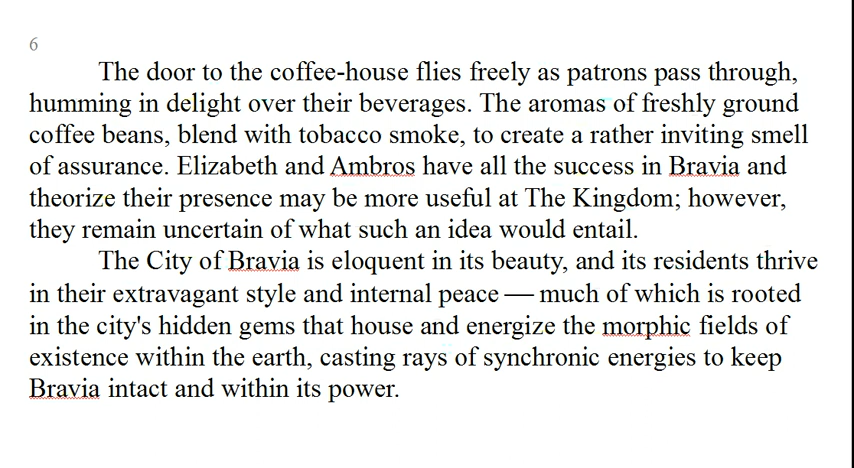 6
The door to the coffee-house flies freely as patrons pass through,
humming in delight over their beverages. The aromas of freshly ground
coffee beans, blend with tobacco smoke, to create a rather inviting smell
of assurance. Elizabeth and Ambros have all the success in Bravia and
theorize their presence may be more useful at The Kingdom; however,
they remain uncertain of what such an idea would entail.
The City of Bravia is eloquent in its beauty, and its residents thrive
in their extravagant style and internal peace — much of which is rooted
in the city's hidden gems that house and energize the morphic fields of
existence within the earth, casting rays of synchronic energies to keep
Bravia intact and within its power.